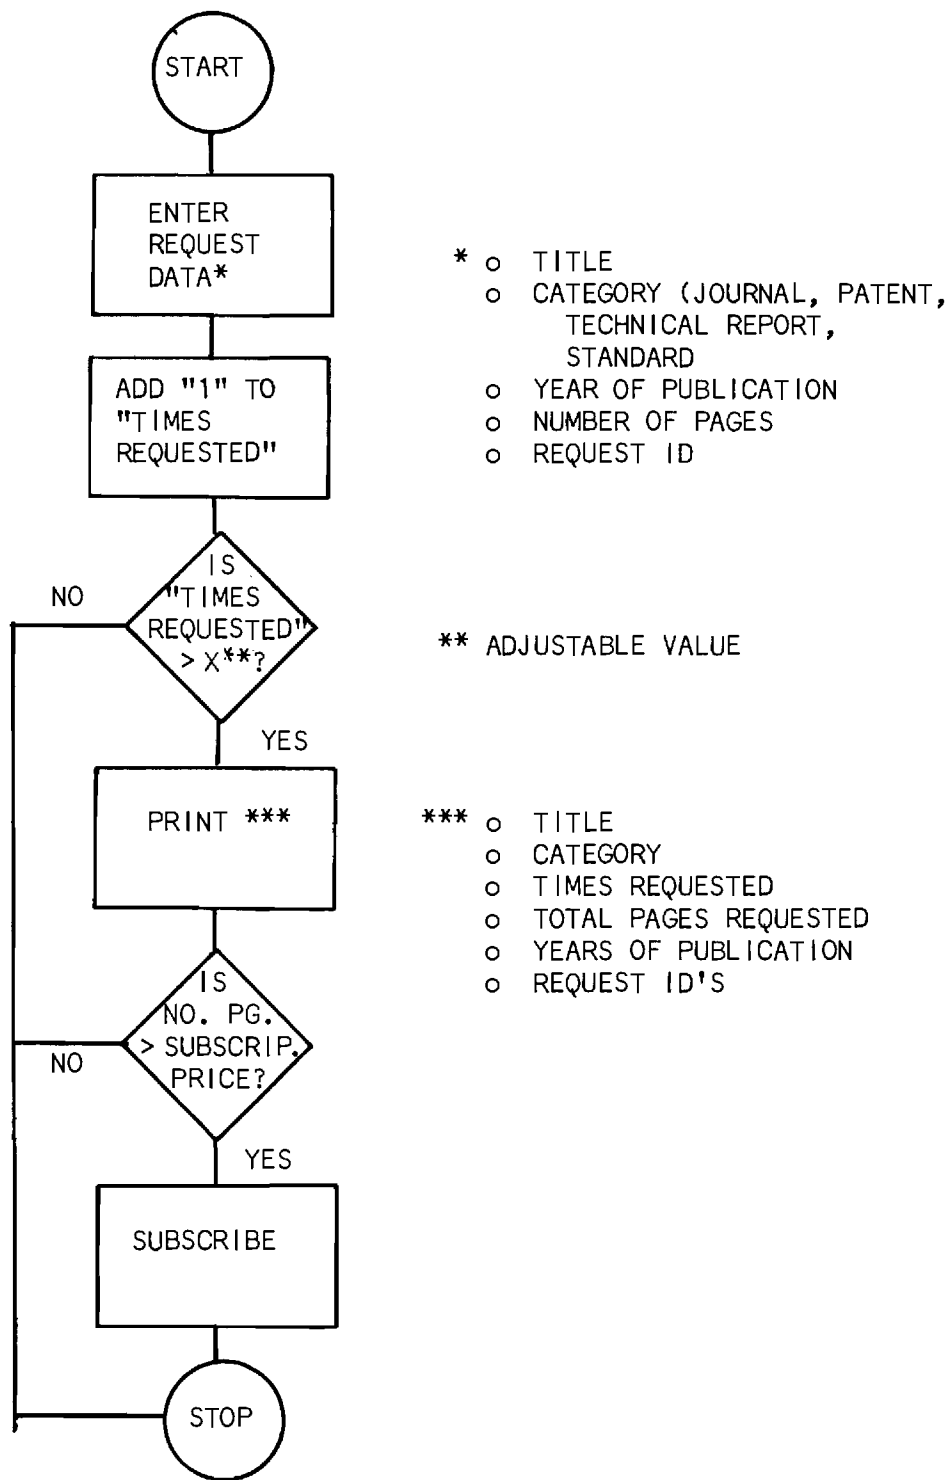 START
ENTER
REQUEST
DATA*
* o TITLE
o CATEGORY (JOURNAL, PATENT,
TECHNICAL REPORT,
STANDARD
o YEAR OF PUBLICATION
o NUMBER OF PAGES
o REQUEST ID
ADD "1" TO
"TIMES
REQUESTED"
IS
"TIMES
REQUESTED"
> X**?
NO
** ADJUSTABLE VALUE
YES
PRINT ***
*** o TITLE
o CATEGORY
o TIMES REQUESTED
o TOTAL PAGES REQUESTED
o YEARS OF PUBLICATION
o REQUEST ID'S
IS
NO. PG.
> SUBSCRIP.
PRICE?
NO
YES
SUBSCRIBE
STOP